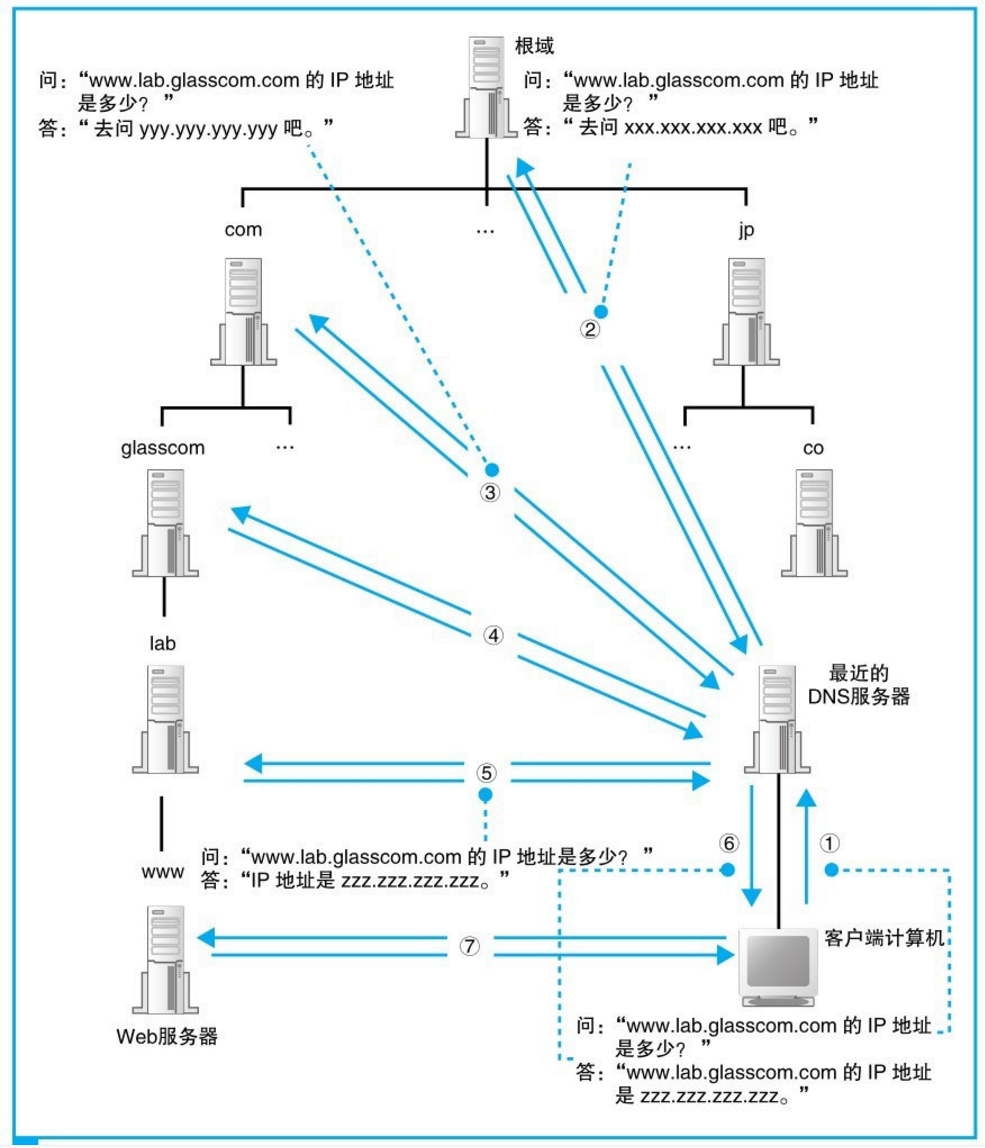 根域
问：“www.lab.glasscom.com 的 IP 地址
是多少？ ”
答：“ 去问 yyy.yyy.yyy.yyy 吧。”
问：“www.lab.glasscom.com 的 IP 地址
是多少？ ”
答：“ 去问 xxx.xxx.xxx.xxx 吧。”
com
…
jp
②
③
glasscom
…
…
co
④
lab
最近的
DNS服务器
⑤
⑥
①
问：“www.lab.glasscom.com 的 IP 地址是多少？ ”
答：“IP 地址是 zzz.zzz.zzz.zzz。”
www
⑦
客户端计算机
Web服务器
问：“www.lab.glasscom.com 的 IP 地址
是多少？ ”
答：“www.lab.glasscom.com 的 IP 地址
是 zzz.zzz.zzz.zzz。”